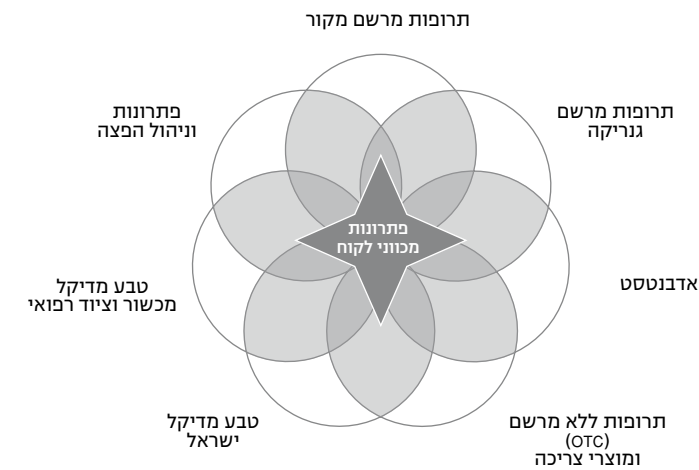 תרופות מרשם מקור
תרופות מרשם
גנריקה
פתרונות
וניהול הפצה
פתרונות
מכווני לקוח
אדבנטסט
טבע מדיקל
מכשור וציוד רפואי
תרופות ללא מרשם
(OTC)
ומוצרי צריכה
טבע מדיקל
ישראל